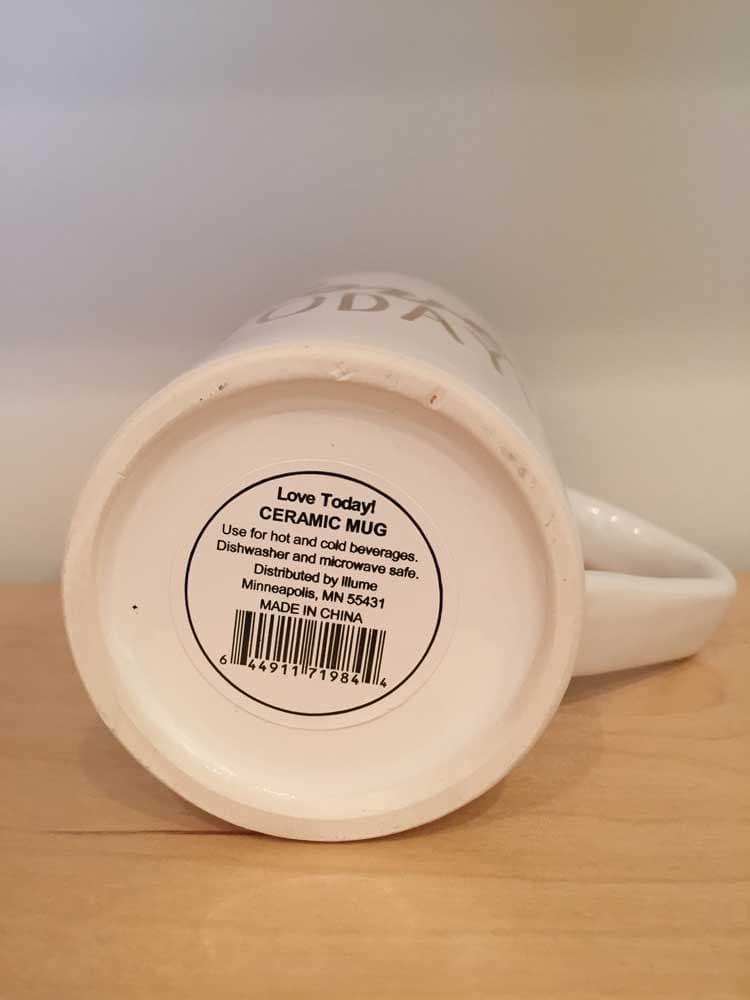 ODAY
Love Today!
CERAMIC MUG
Use for hot and cold beverages.
Dishwasher and microwave safe.
Distributed by Illume
Minneapolis, MN 55431
MADE IN CHINA
6 44911 71984 4